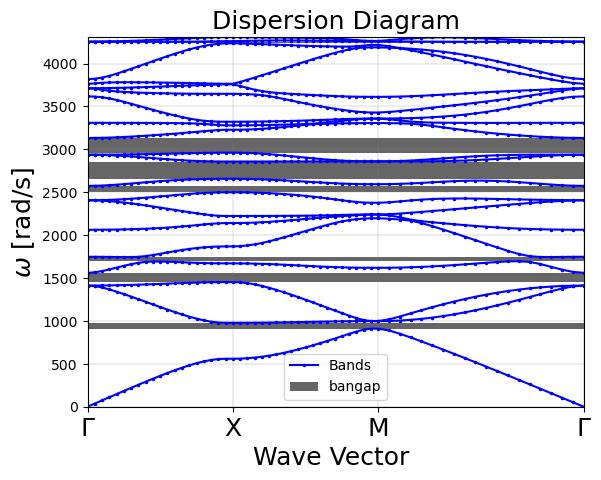 Dispersion Diagram
ω [rad/s]
4000
3500
3000
2500
2000
1500
1000
500
0
Bands
bangap
Γ X M Γ
Wave Vector